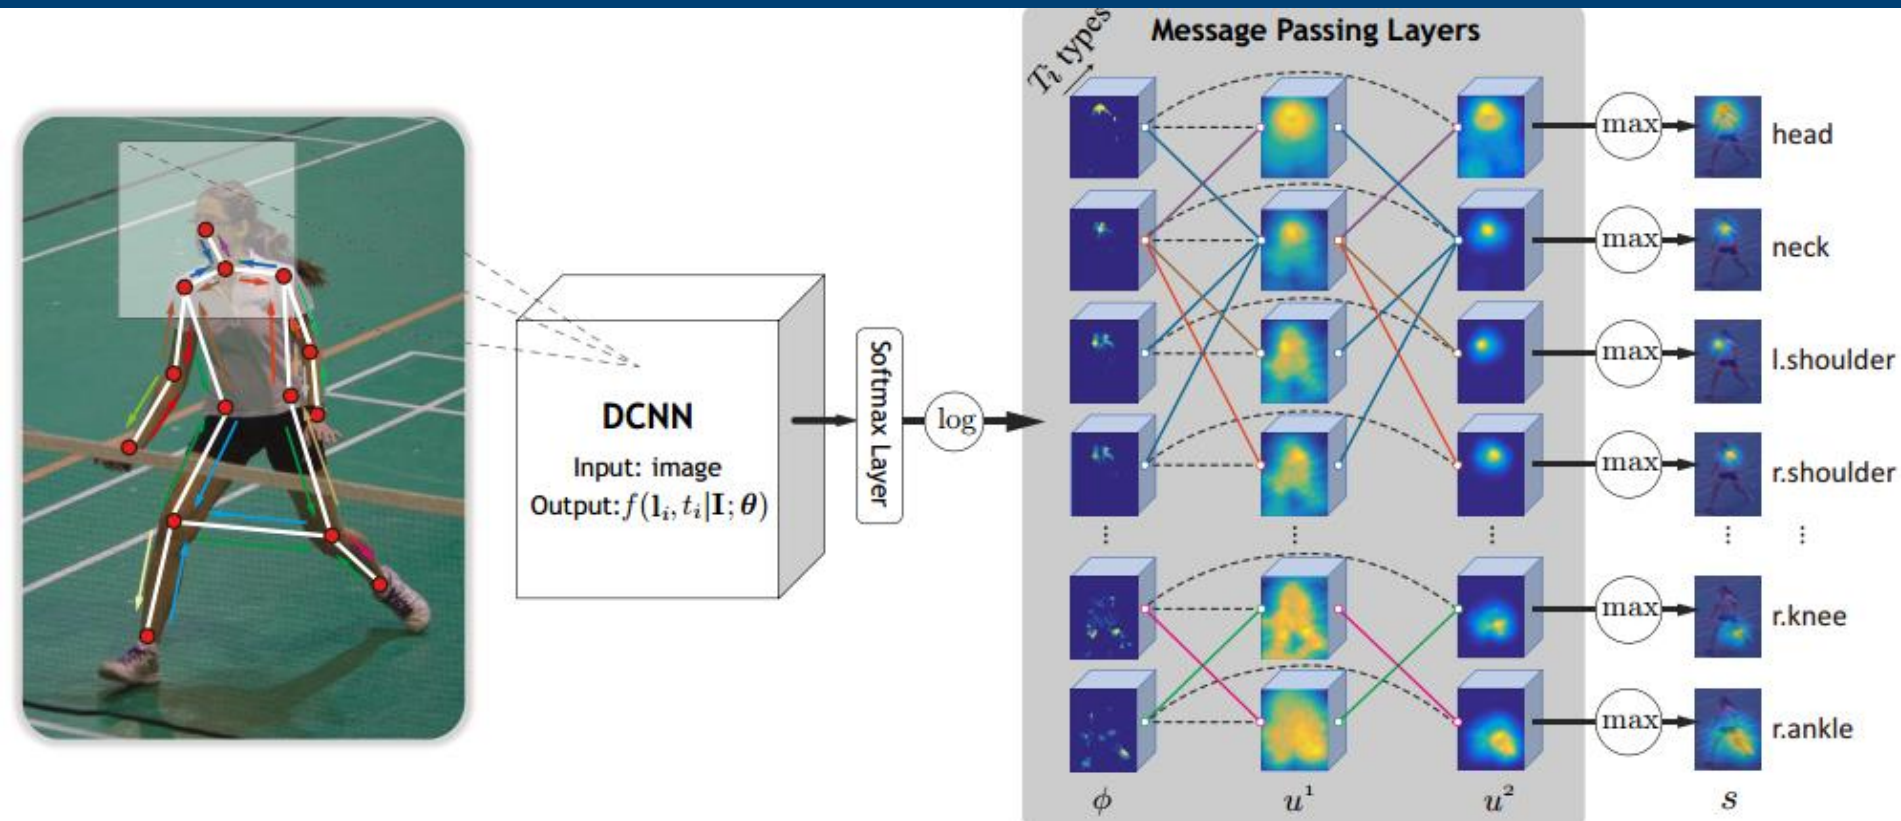 Message Passing Layers
Tᵢ types
max
head
max
neck
max
l.shoulder
max
r.shoulder
⋮ ⋮ ⋮ ⋮ ⋮
max
r.knee
max
r.ankle
ϕ u¹ u² s
DCNN
Input: image
Output: f(lᵢ, tᵢ|I; θ)
Softmax Layer
log